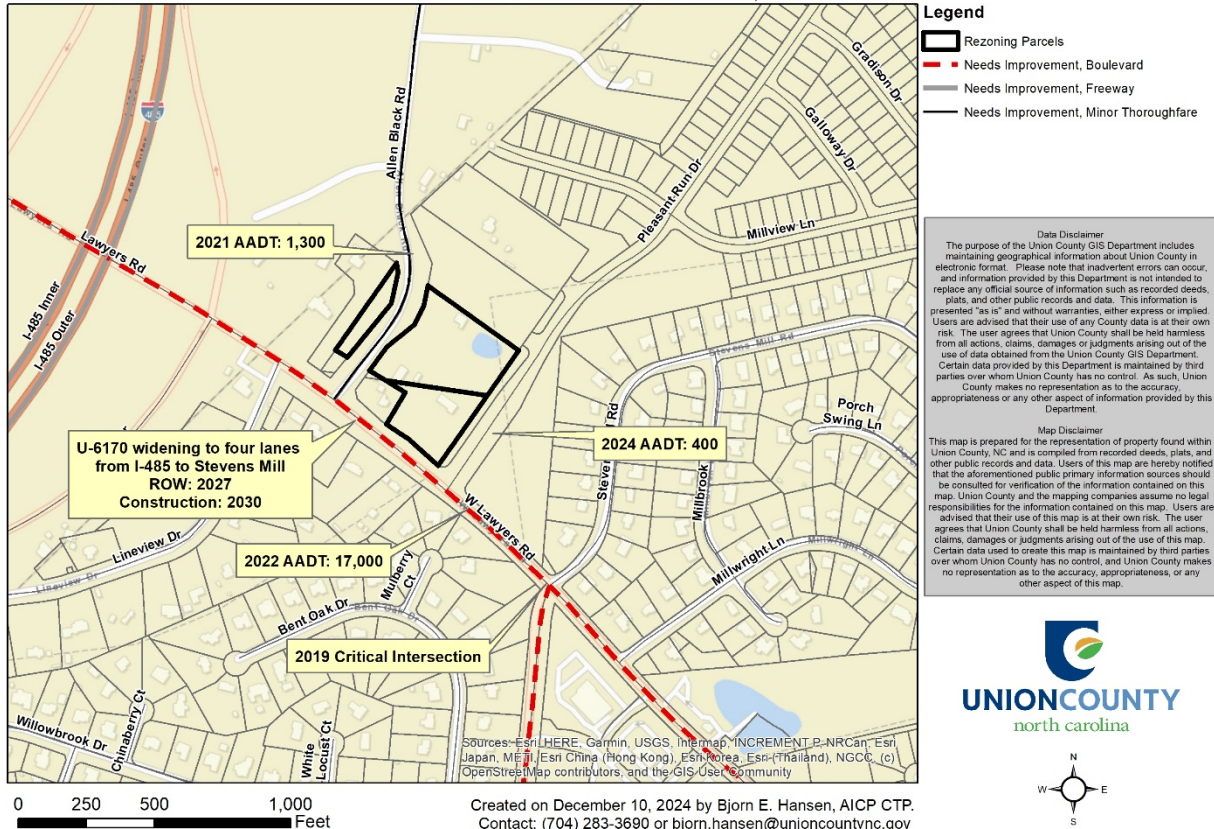 Legend
Rezoning Parcels
Needs Improvement, Boulevard
Needs Improvement, Freeway
Needs Improvement, Minor Thoroughfare
Allen Black Rd
Gradison Dr
Galloway Dr
Pleasant Run Dr
Millview Ln
2021 AADT: 1,300
Lawyers Rd
I-485 Inner
I-485 Outer
Stevens Mill Rd
Porch
Swing Ln
2024 AADT: 400
U-6170 widening to four lanes
from I-485 to Stevens Mill
ROW: 2027
Construction: 2030
Millbrook
W Lawyers Rd
Lineview Dr
Lineview Dr
Millwright Ln
Millwright Ln
2022 AADT: 17,000
Mulberry
Ct
Bent Oak Dr
Bent Oak Dr
2019 Critical Intersection
Willowbrook Dr
Chinaberry Ct
White
Locust Ct
Sources: Esri, HERE, Garmin, USGS, Intermap, INCREMENT P, NRCan, Esri
Japan, METI, Esri China (Hong Kong), Esri Korea, Esri (Thailand), NGCC, (c)
OpenStreetMap contributors, and the GIS User Community
Data Disclaimer
The purpose of the Union County GIS Department includes
maintaining geographical information about Union County in
electronic format. Please note that inadvertent errors can occur,
and information provided by this Department is not intended to
replace any official source of information such as recorded deeds,
plats, and other public records and data. This information is
presented "as is" and without warranties, either express or implied.
Users are advised that their use of any County data is at their own
risk. The user agrees that Union County shall be held harmless
from all actions, claims, damages or judgments arising out of the
use of data obtained from the Union County GIS Department.
Certain data provided by this Department is maintained by third
parties over whom Union County has no control. As such, Union
County makes no representation as to the accuracy,
appropriateness or any other aspect of information provided by this
Department.
Map Disclaimer
This map is prepared for the representation of property found within
Union County, NC and is compiled from recorded deeds, plats, and
other public records and data. Users of this map are hereby notified
that the aforementioned public primary information sources should
be consulted for verification of the information contained on this
map. Union County and the mapping companies assume no legal
responsibilities for the information contained on this map. Users are
advised that their use of this map is at their own risk. The user
agrees that Union County shall be held harmless from all actions,
claims, damages or judgments arising out of the use of this map.
Certain data used to create this map is maintained by third parties
over whom Union County has no control, and Union County makes
no representation as to the accuracy, appropriateness, or any
other aspect of this map.
UNIONCOUNTY
north carolina
N
W E
S
0 250 500 1,000
Feet
Created on December 10, 2024 by Bjorn E. Hansen, AICP CTP.
Contact: (704) 283-3690 or bjorn.hansen@unioncountync.gov